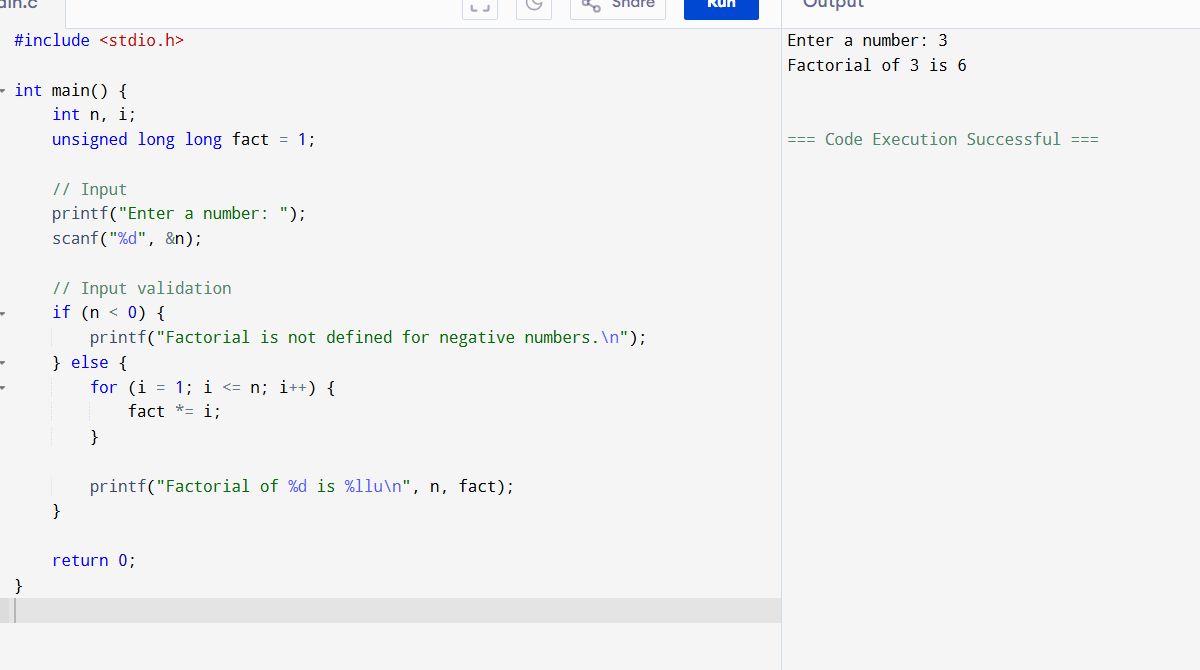 Share
Run
Output
#include <stdio.h>
int main() {
int n, i;
unsigned long long fact = 1;
// Input
printf("Enter a number: ");
scanf("%d", &n);
// Input validation
if (n < 0) {
printf("Factorial is not defined for negative numbers.\n");
} else {
for (i = 1; i <= n; i++) {
fact *= i;
}
printf("Factorial of %d is %llu\n", n, fact);
}
return 0;
}
Enter a number: 3
Factorial of 3 is 6
=== Code Execution Successful ===